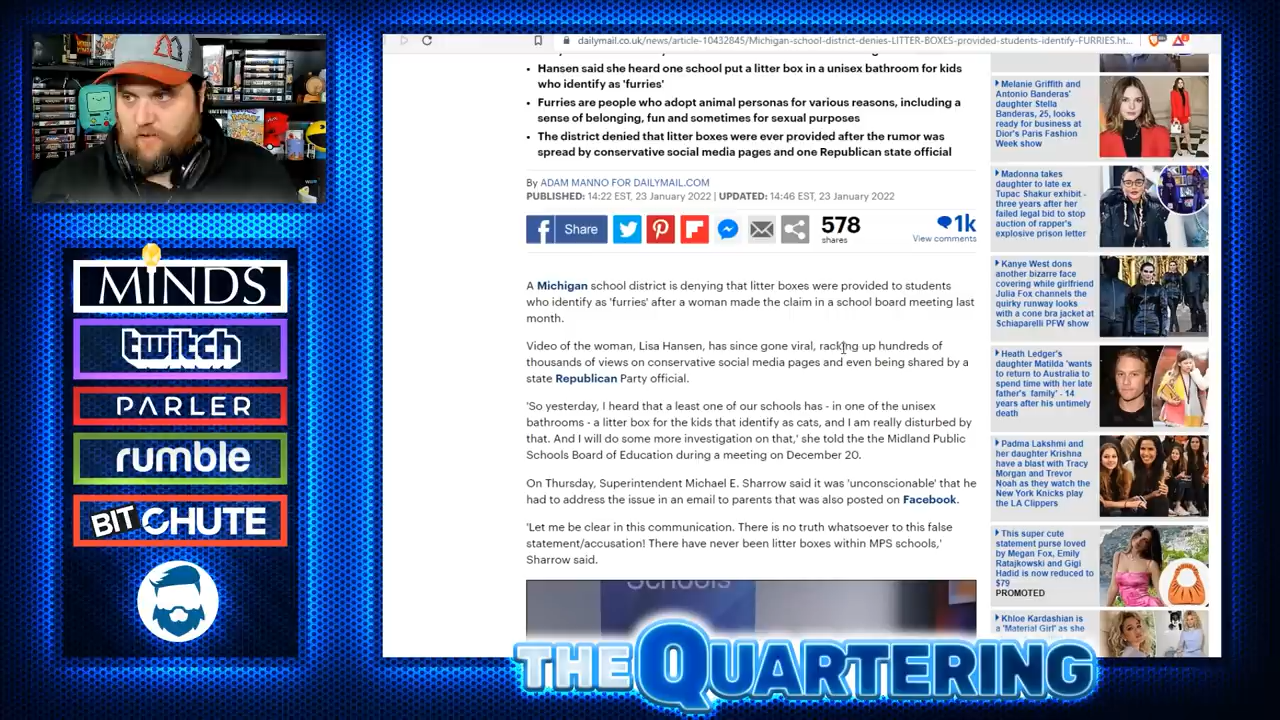 dailymail.co.uk/news/article-10432845/Michigan-school-district-denies-LITTER-BOXES-provided-students-identify-FURRIES.ht...
Hansen said she heard one school put a litter box in a unisex bathroom for kids
who identify as 'furries'
Furries are people who adopt animal personas for various reasons, including a
sense of belonging, fun and sometimes for sexual purposes
The district denied that litter boxes were ever provided after the rumor was
spread by conservative social media pages and one Republican state official
By ADAM MANNO FOR DAILYMAIL.COM
PUBLISHED: 14:22 EST, 23 January 2022 | UPDATED: 14:46 EST, 23 January 2022
Share
578
shares
1k
View comments
A Michigan school district is denying that litter boxes were provided to students
who identify as 'furries' after a woman made the claim in a school board meeting last
month.
Video of the woman, Lisa Hansen, has since gone viral, racking up hundreds of
thousands of views on conservative social media pages and even being shared by a
state Republican Party official.
'So yesterday, I heard that a least one of our schools has - in one of the unisex
bathrooms - a litter box for the kids that identify as cats, and I am really disturbed by
that. And I will do some more investigation on that,' she told the the Midland Public
Schools Board of Education during a meeting on December 20.
On Thursday, Superintendent Michael E. Sharrow said it was 'unconscionable' that he
had to address the issue in an email to parents that was also posted on Facebook.
'Let me be clear in this communication. There is no truth whatsoever to this false
statement/accusation! There have never been litter boxes within MPS schools,'
Sharrow said.
Schools
Melanie Griffith and
Antonio Banderas'
daughter Stella
Banderas, 25, looks
ready for business at
Dior's Paris Fashion
Week show
Madonna takes
daughter to late ex
Tupac Shakur exhibit -
three years after her
failed legal bid to stop
auction of rapper's
explosive prison letter
Kanye West dons
another bizarre face
covering while girlfriend
Julia Fox channels the
quirky runway looks
with a cone bra jacket at
Schiaparelli PFW show
Heath Ledger's
daughter Matilda 'wants
to return to Australia to
spend time with her late
father's family' - 14
years after his untimely
death
Padma Lakshmi and
her daughter Krishna
have a blast with Tracy
Morgan and Trevor
Noah as they watch the
New York Knicks play
the LA Clippers
This super cute
statement purse loved
by Megan Fox, Emily
Ratajkowski and Gigi
Hadid is now reduced to
$79
PROMOTED
Khloe Kardashian is
a 'Material Girl' as she
MINDS
twitch
PARLER
rumble
BITCHUTE
THE QUARTERING